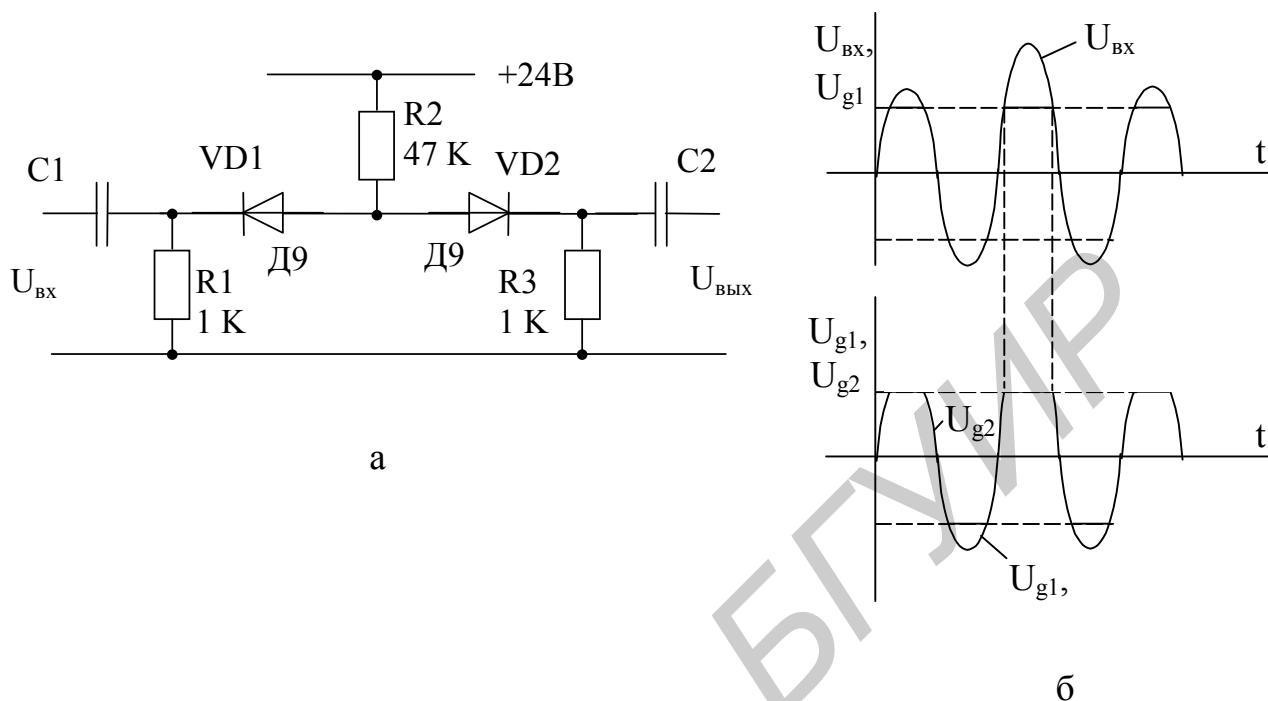 +24В
R2
47 K
C1
VD1
VD2
C2
Д9
Д9
Uвх
R1
1 K
R3
1 K
Uвых
а
Uвх,
Ug1
Uвх
t
Ug1,
Ug2
Ug2
t
Ug1,
б
БГУИР